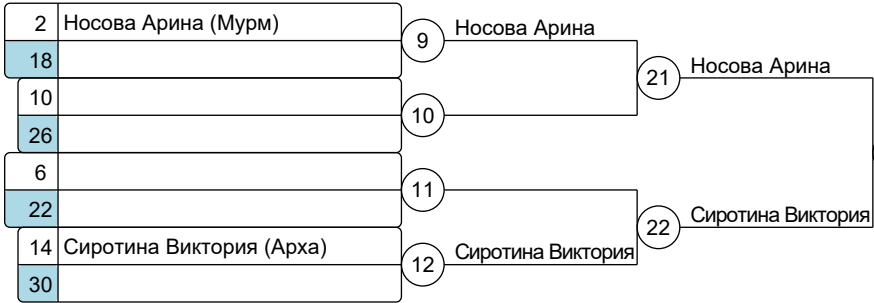 2 Носова Арина (Мурм)
18
10
26
6
22
14 Сиротина Виктория (Арха)
30
9 Носова Арина
10
11
12 Сиротина Виктория
21 Носова Арина
22 Сиротина Виктория